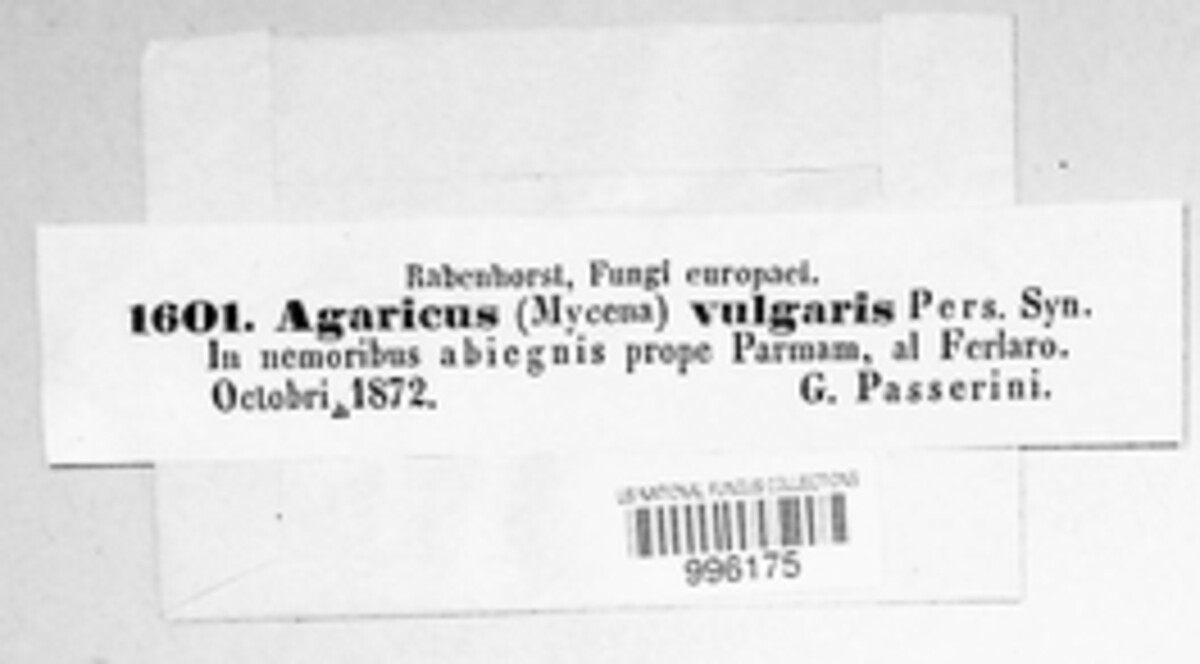 Rabenhorst, Fungi europaei.
1601. Agaricus (Mycena) vulgaris Pers. Syn.
In nemoribus abiegnis prope Parmam, al Ferlaro.
Octobri 1872. G. Passerini.
US NATIONAL FUNGUS COLLECTIONS
996175